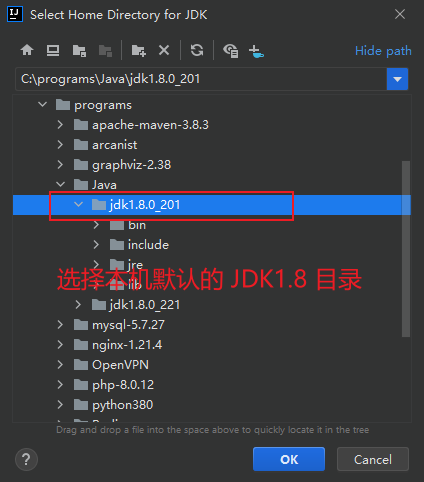 Select Home Directory for JDK
Hide path
C:\programs\Java\jdk1.8.0_201
programs
apache-maven-3.8.3
arcanist
graphviz-2.38
Java
jdk1.8.0_201
bin
include
jre
选择本机默认的 JDK1.8 目录
lib
jdk1.8.0_221
mysql-5.7.27
nginx-1.21.4
OpenVPN
php-8.0.12
python380
Drag and drop a file into the space above to quickly locate it in the tree
? OK Cancel